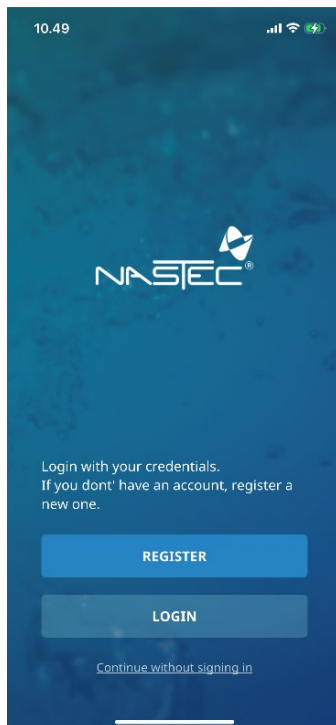 10.49
NASTEC®
Login with your credentials.
If you dont' have an account, register a
new one.
REGISTER
LOGIN
Continue without signing in